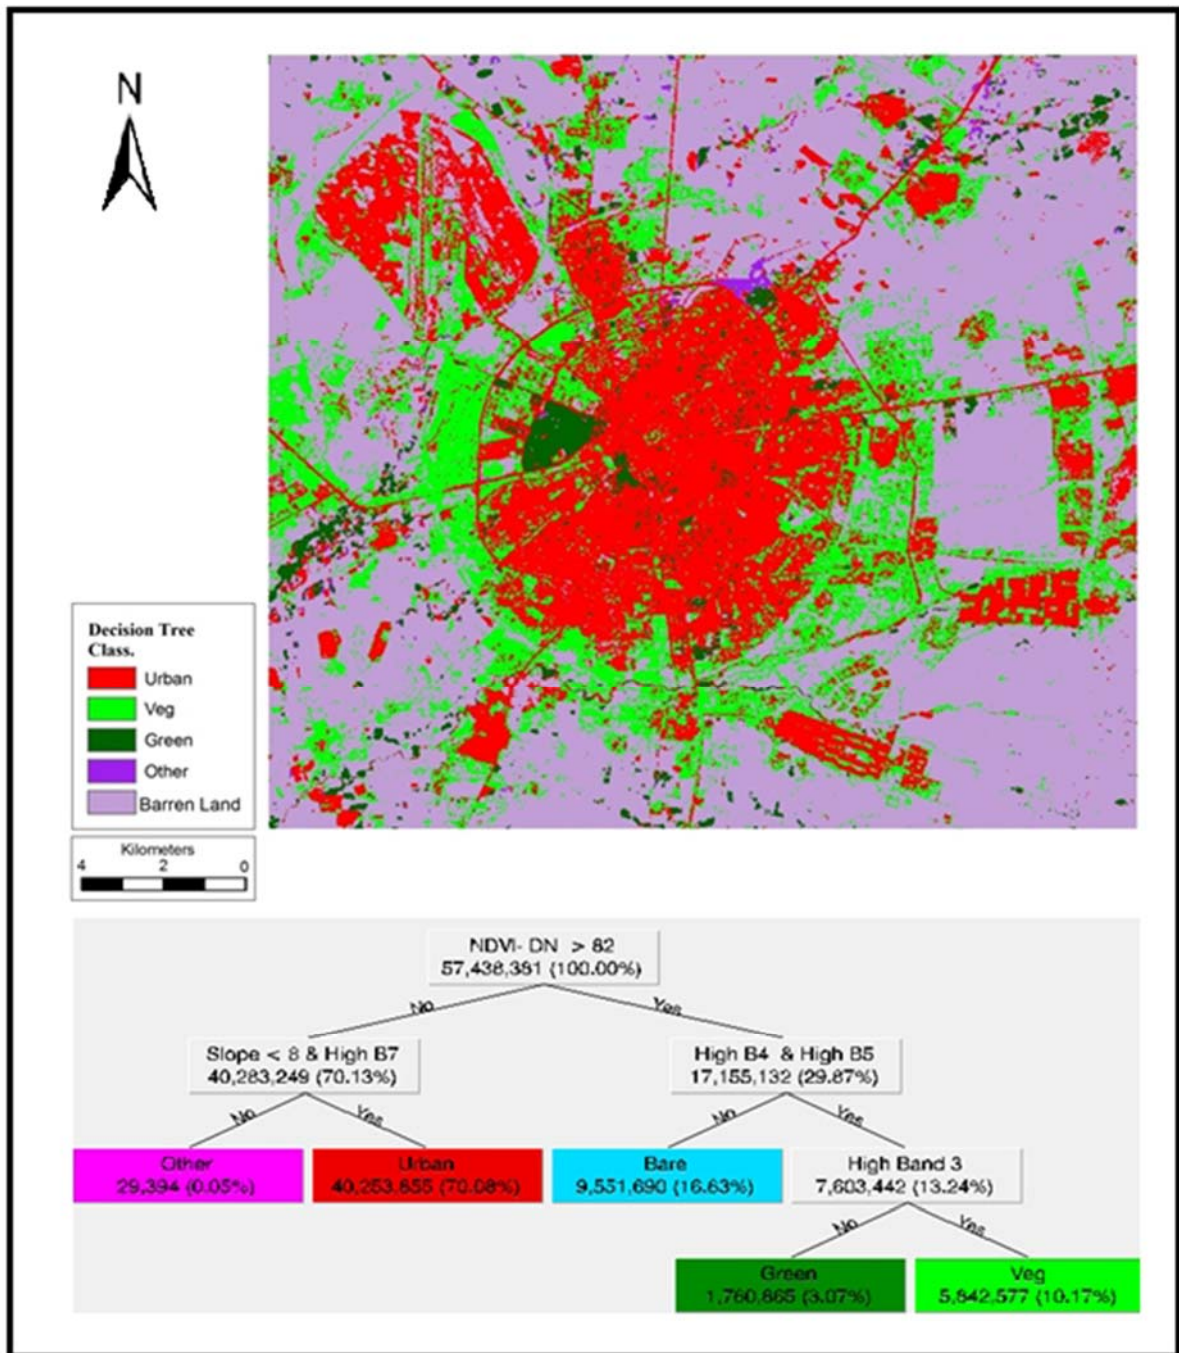 N
Decision Tree
Class.
Urban
Veg
Green
Other
Barren Land
Kilometers
4 2 0
NDVI- DN > 82
57,438,381 (100.00%)
No
Yes
Slope < 8 & High B7
40,283,249 (70.13%)
High B4 & High B5
17,155,132 (29.87%)
No
Yes
No
Yes
Other
29,394 (0.05%)
Urban
40,253,855 (70.08%)
Bare
9,551,690 (16.63%)
High Band 3
7,603,442 (13.24%)
No
Yes
Green
1,760,865 (3.07%)
Veg
5,842,577 (10.17%)